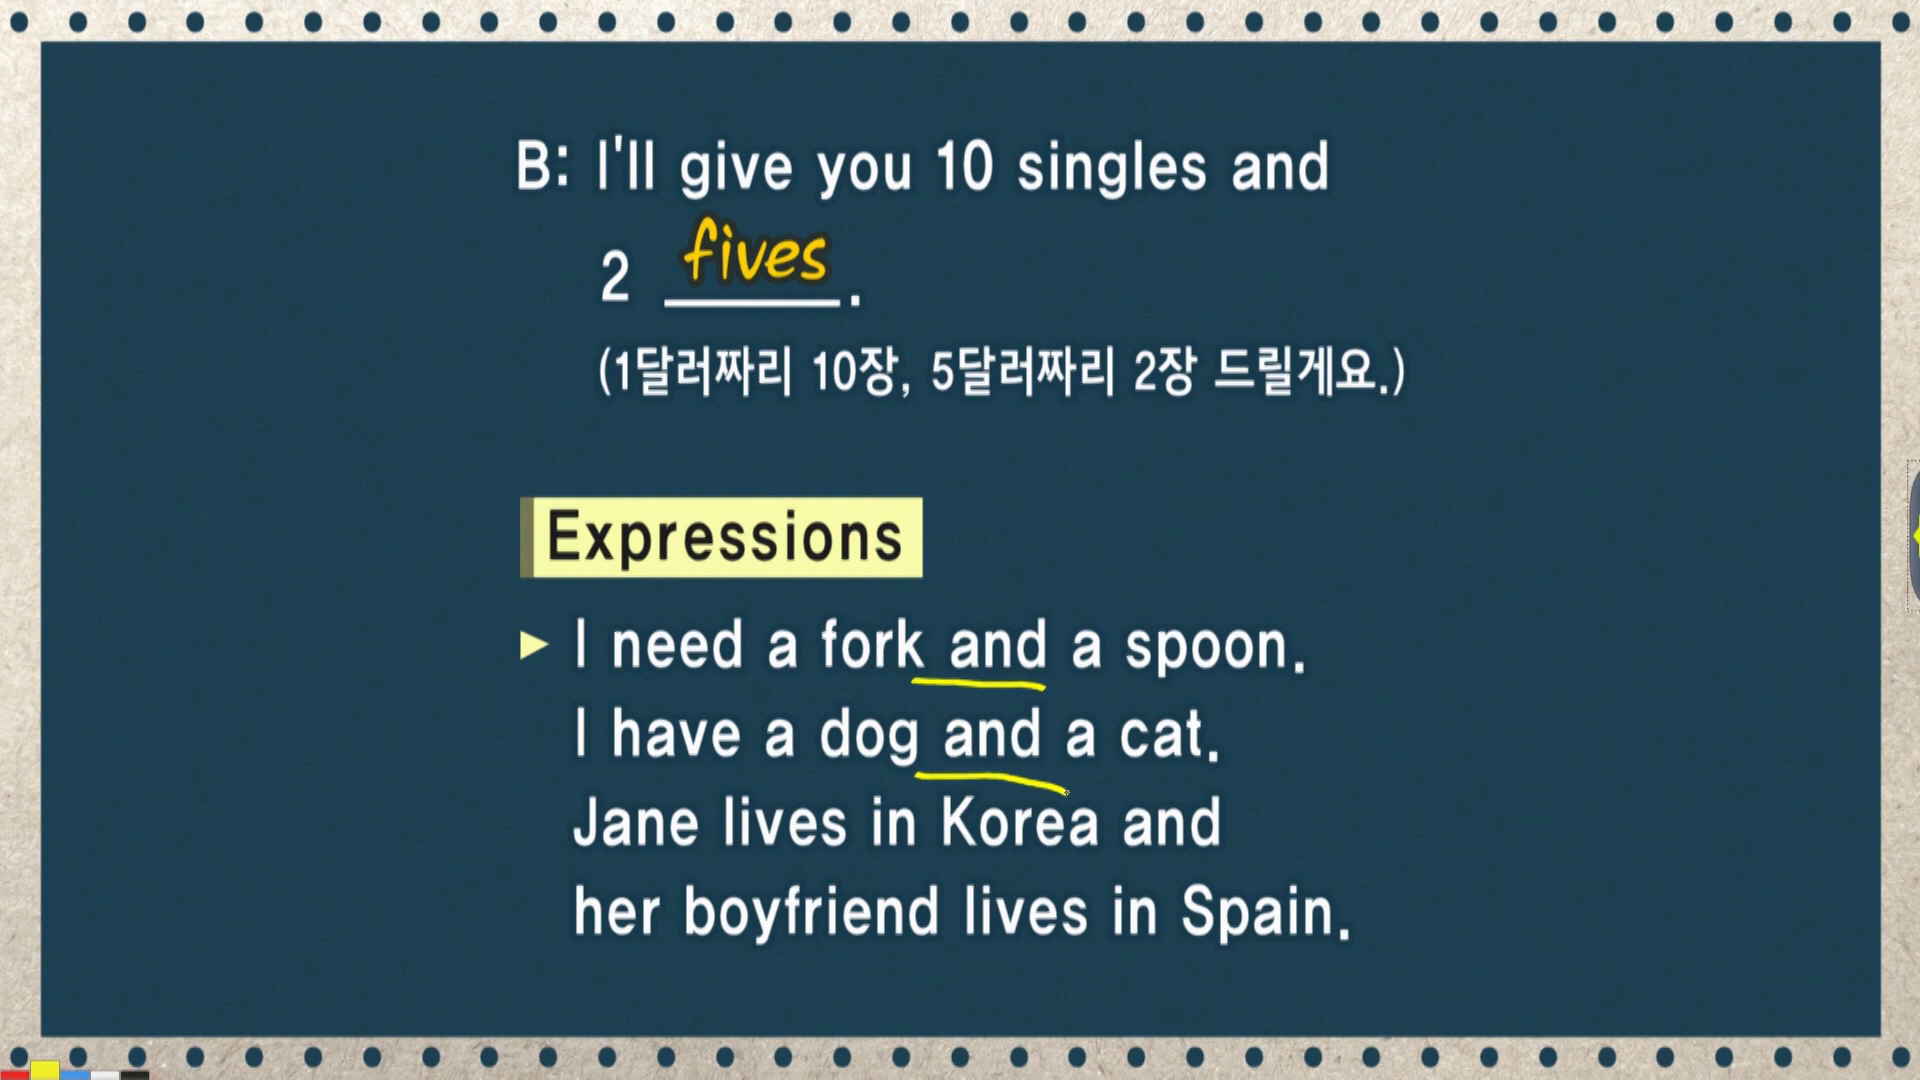 B: I'll give you 10 singles and
2 fives.
(1달러짜리 10장, 5달러짜리 2장 드릴게요.)
Expressions
▶ I need a fork and a spoon.
I have a dog and a cat.
Jane lives in Korea and
her boyfriend lives in Spain.